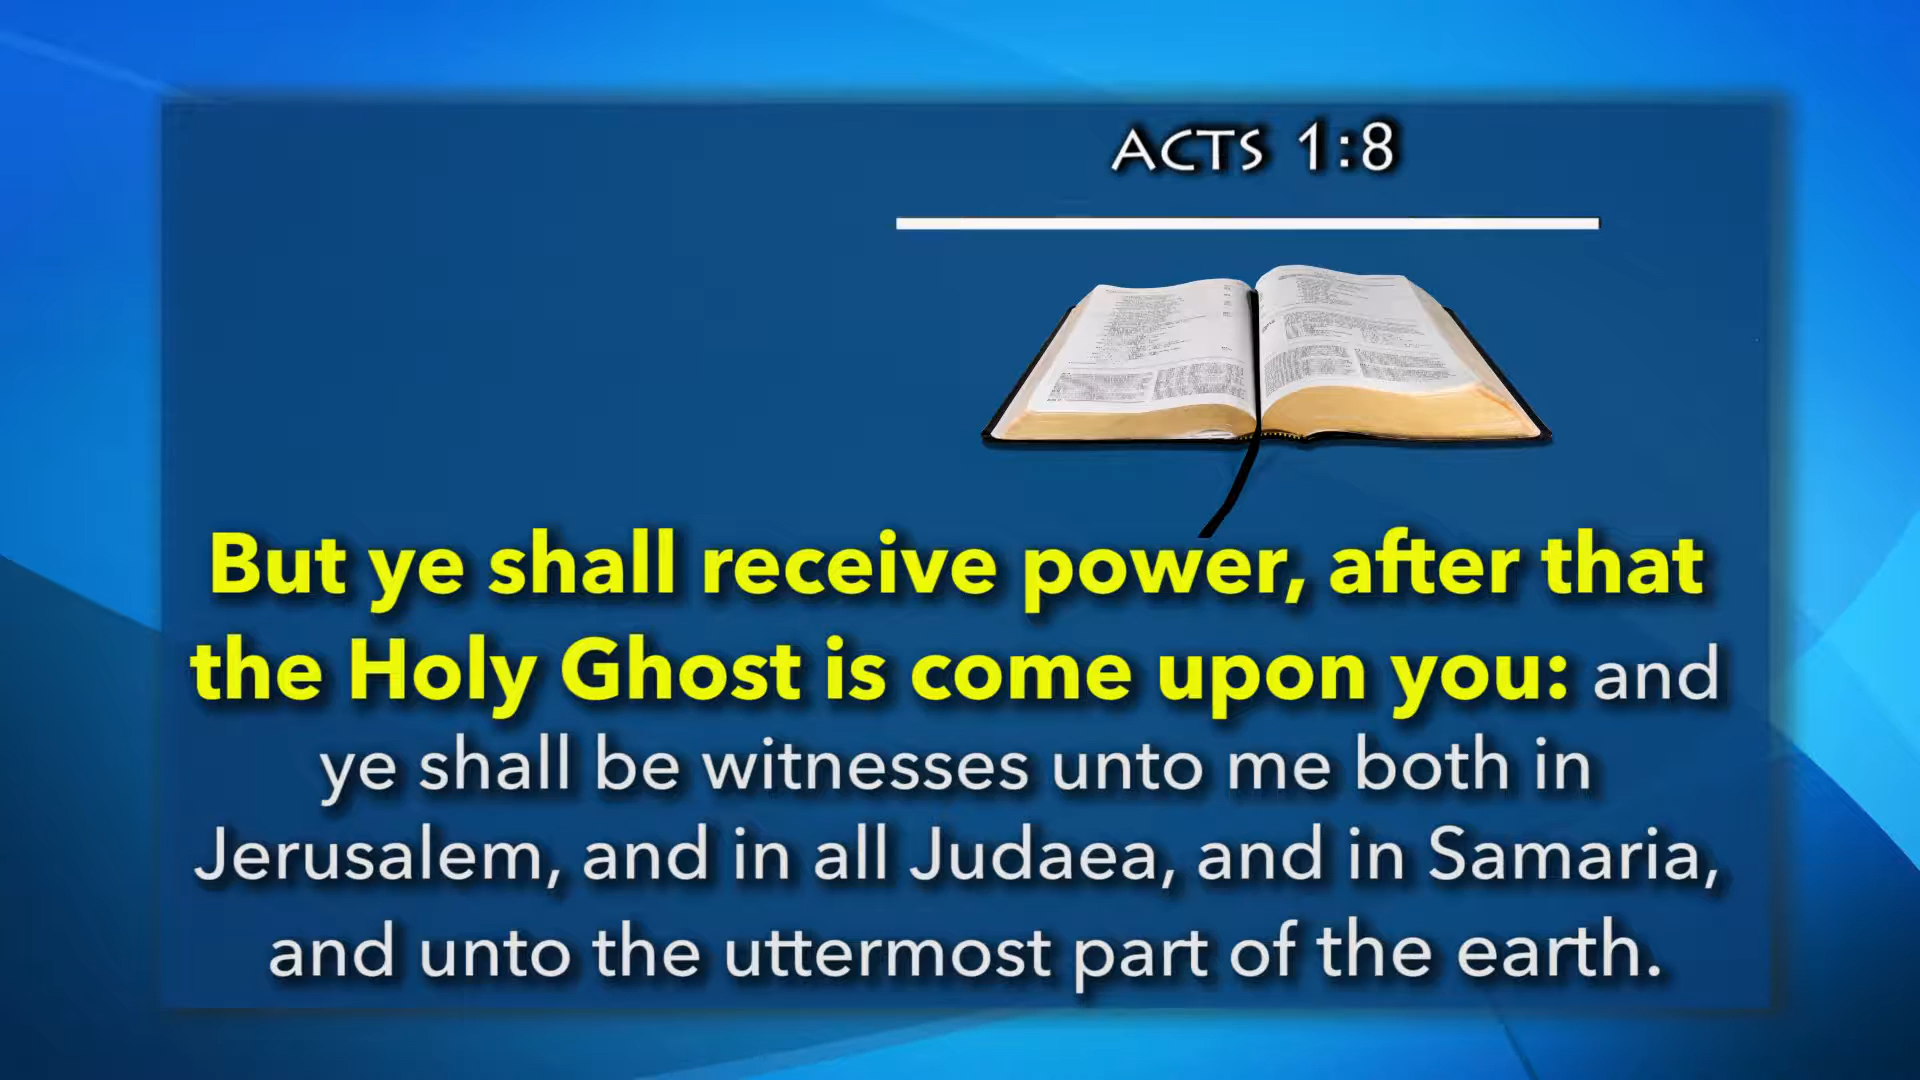 ACTS 1:8
But ye shall receive power, after that
the Holy Ghost is come upon you: and
ye shall be witnesses unto me both in
Jerusalem, and in all Judaea, and in Samaria,
and unto the uttermost part of the earth.